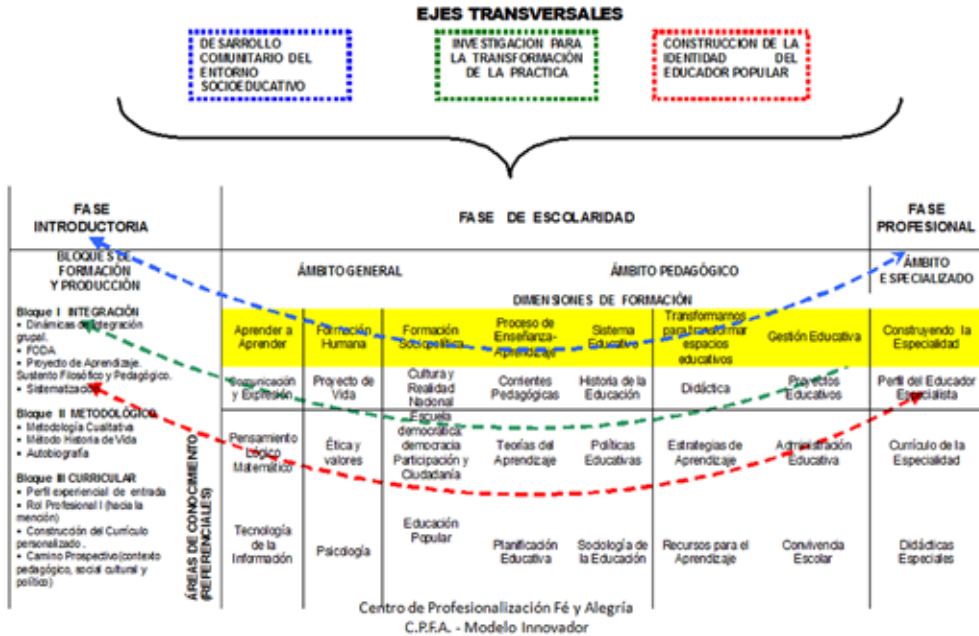 EJES TRANSVERSALES
DESARROLLO
COMUNITARIO DEL
ENTORNO
SOCIOEDUCATIVO
INVESTIGACION PARA
LA TRANSFORMACIÓN
DE LA PRACTICA
CONSTRUCCION DE LA
IDENTIDAD DEL
EDUCADOR POPULAR
FASE
INTRODUCTORIA
FASE DE ESCOLARIDAD
FASE
PROFESIONAL
BLOQUES DE
FORMACIÓN
Y PRODUCCIÓN
ÁMBITO GENERAL
ÁMBITO PEDAGÓGICO
ÁMBITO
ESPECIALIZADO
DIMENSIONES DE FORMACIÓN
Bloque I INTEGRACIÓN
• Dinámicas de integración
grupal.
• FODA
• Proyecto de Aprendizaje.
Sustento Filosófico y Pedagógico.
• Sistematización
Bloque II METODOLÓGICO
• Metodología Cualitativa
• Método Historia de Vida
• Autobiografía
Bloque III CURRICULAR
• Perfil experiencial de entrada
• Rol Profesional I (hacia la
mención)
• Construcción del Currículo
personalizado .
• Camino Prospectivo(contexto
pedagógico, social cultural y
político)
ÁREAS DE CONOCIMIENTO
(REFERENCIALES)
Aprender a
Aprender
Formación
Humana
Formación
Sociopolítica
Proceso de
Enseñanza-
Aprendizaje
Sistema
Educativo
Transformarnos
para transformar
espacios
educativos
Gestión Educativa
Construyendo la
Especialidad
Comunicación
y Expresión
Proyecto de
Vida
Cultura y
Realidad
Nacional
Corrientes
Pedagógicas
Historia de la
Educación
Didáctica
Proyectos
Educativos
Perfil del Educador
Especialista
Pensamiento
Lógico
Matemático
Ética y
valores
Escuela
democrática:
democracia
Participación y
Ciudadanía
Teorías del
Aprendizaje
Políticas
Educativas
Estrategias de
Aprendizaje
Administración
Educativa
Currículo de la
Especialidad
Tecnología
de la
Información
Psicología
Educación
Popular
Planificación
Educativa
Sociología de
la Educación
Recursos para el
Aprendizaje
Convivencia
Escolar
Didácticas
Especiales
Centro de Profesionalización Fé y Alegría
C.P.F.A. - Modelo Innovador